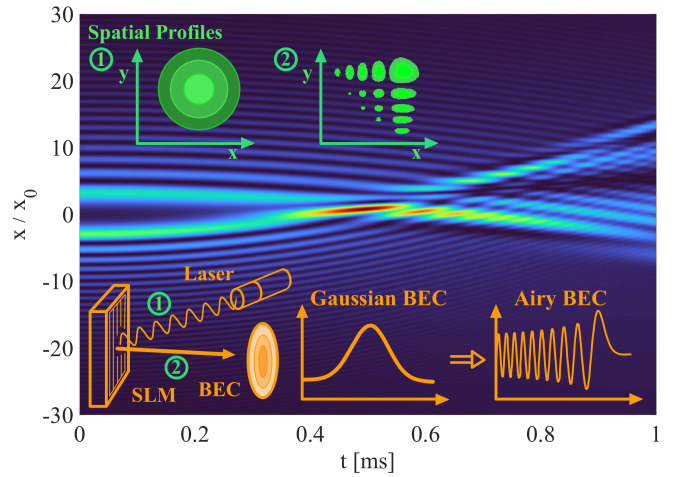 30
20
10
0
-10
-20
-30
x / x₀
Spatial Profiles
1
y
x
2
y
x
Laser
1
2
SLM
BEC
Gaussian BEC
Airy BEC
0
0.2
0.4
0.6
0.8
1
t [ms]